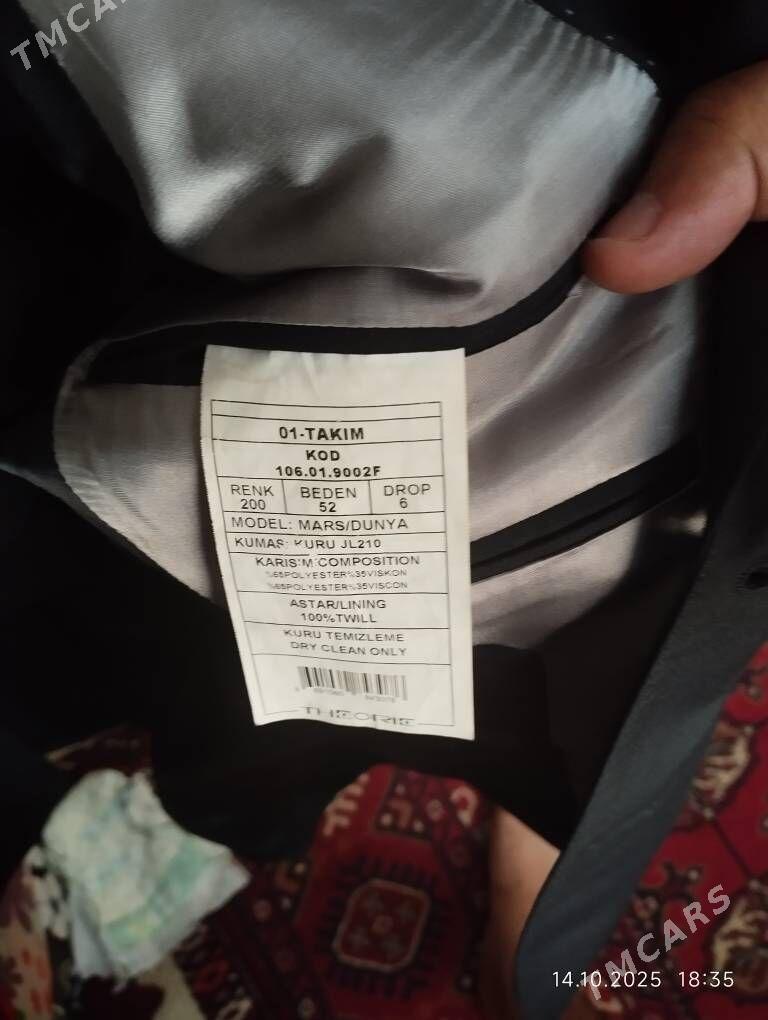 TMCARS
01-TAKIM
KOD
106.01.9002F
RENK BEDEN DROP
200 52 6
MODEL: MARS/DUNYA
KUMAS: KURU JL210
KARIS'M COMPOSITION
%65POLYESTER%35VISKON
%65POLYESTER%35VISCON
ASTAR/LINING
100%TWILL
KURU TEMIZLEME
DRY CLEAN ONLY
THEORIE
TMCARS
14.10.2025 18:35